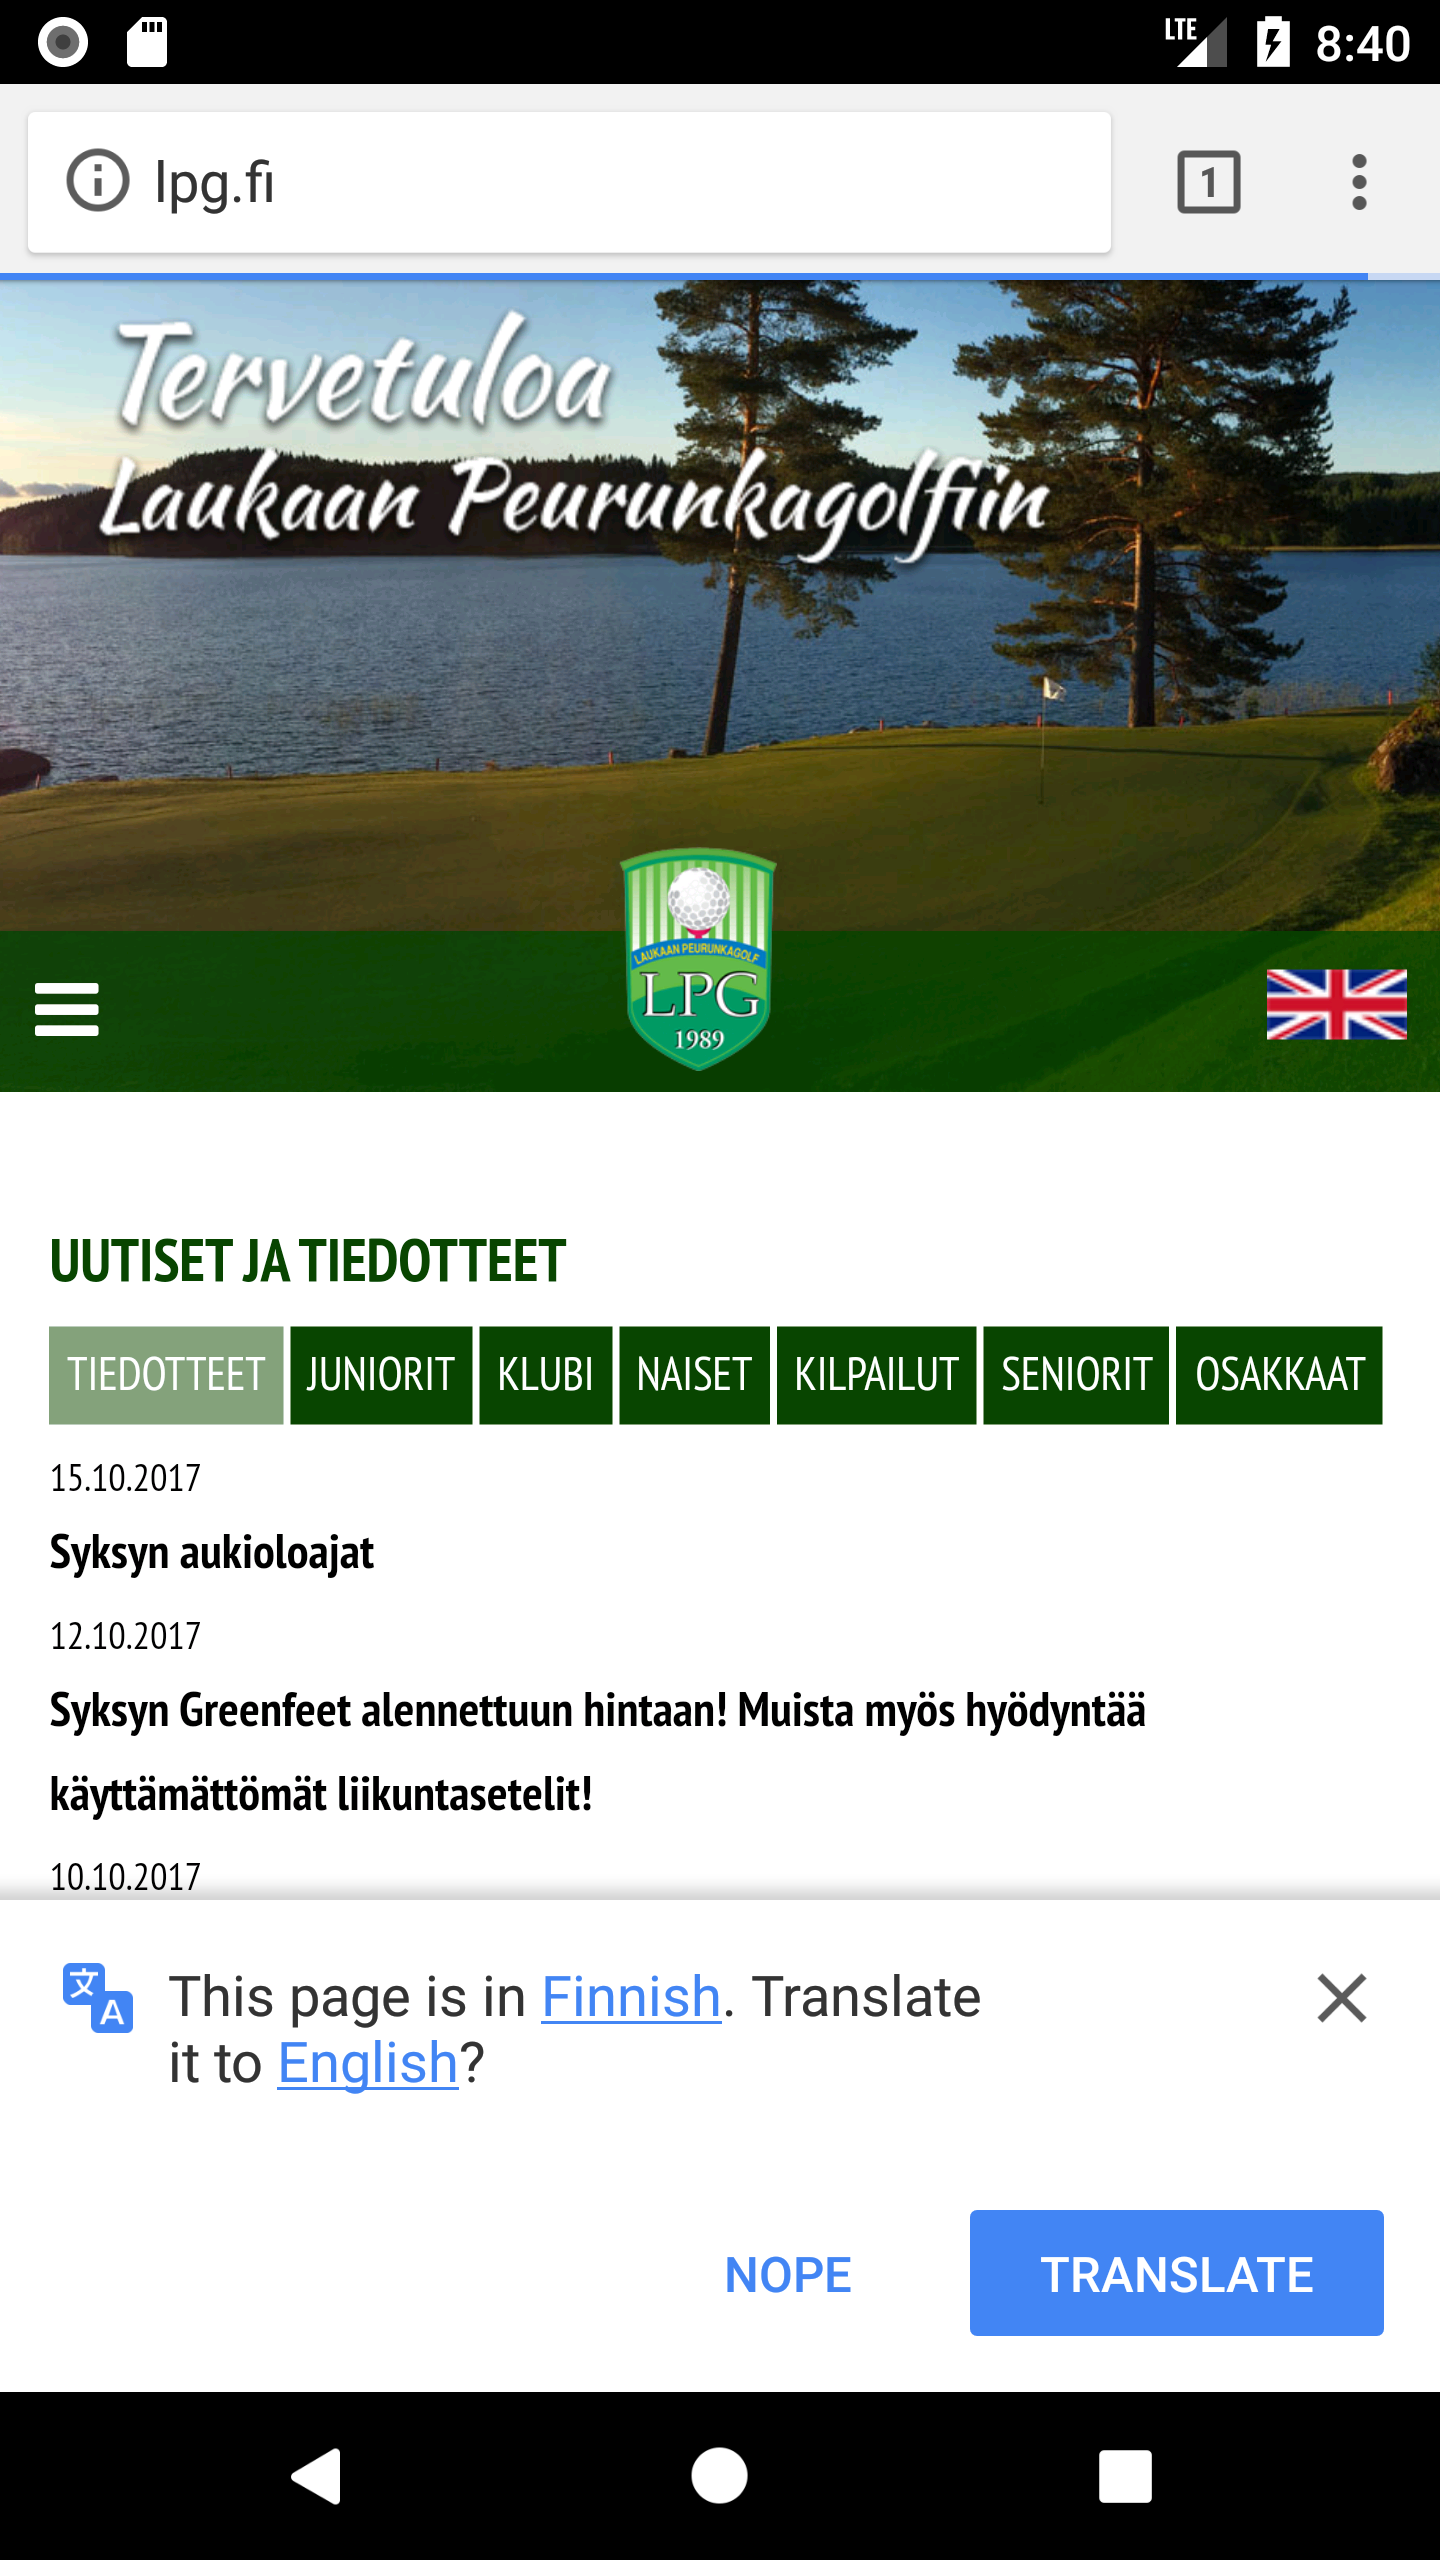 LTE 8:40
lpg.fi
1
Tervetuloa
Laukaan Peurunkagolfiin
LAUKAAN PEURUNKAGOLF
LPG
1989
UUTISET JA TIEDOTTEET
TIEDOTTEET JUNIORIT KLUBI NAISET KILPAILUT SENIORIT OSAKKAAT
15.10.2017
Syksyn aukioloajat
12.10.2017
Syksyn Greenfeet alennettuun hintaan! Muista myös hyödyntää
käyttämättömät liikuntasetelit!
10.10.2017
文
A
This page is in Finnish. Translate
it to English?
NOPE TRANSLATE